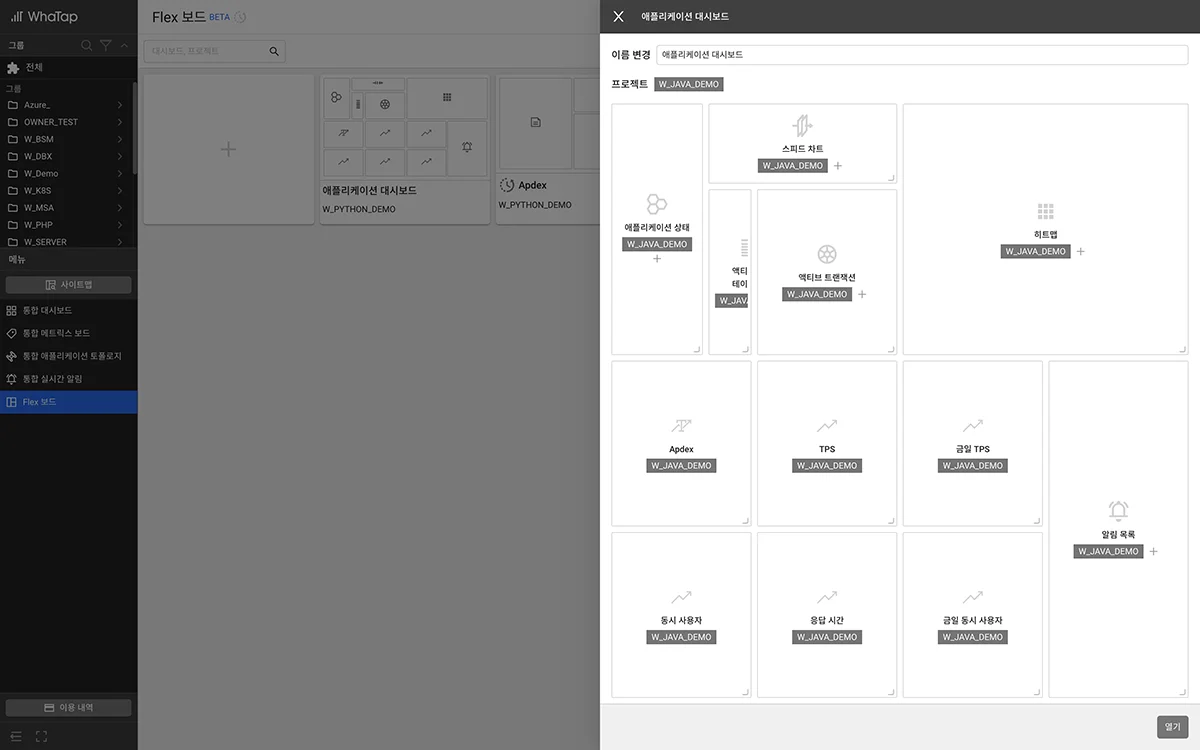 WhaTap
그룹
전체
그룹
Azure_
OWNER_TEST
W_BSM
W_DBX
W_Demo
W_K8S
W_MSA
W_PHP
W_SERVER
메뉴
사이트맵
통합 대시보드
통합 메트릭스 보드
통합 애플리케이션 토폴로지
통합 실시간 알림
Flex 보드
이용 내역
Flex 보드 BETA
대시보드, 프로젝트
애플리케이션 대시보드
W_PYTHON_DEMO
Apdex
W_PYTHON_DEMO
애플리케이션 대시보드
이름 변경 애플리케이션 대시보드
프로젝트 W_JAVA_DEMO
애플리케이션 상태
W_JAVA_DEMO
스피드 차트
W_JAVA_DEMO
액티
테이
W_JAVA
액티브 트랜잭션
W_JAVA_DEMO
히트맵
W_JAVA_DEMO
Apdex
W_JAVA_DEMO
TPS
W_JAVA_DEMO
금일 TPS
W_JAVA_DEMO
알림 목록
W_JAVA_DEMO
동시 사용자
W_JAVA_DEMO
응답 시간
W_JAVA_DEMO
금일 동시 사용자
W_JAVA_DEMO
열기